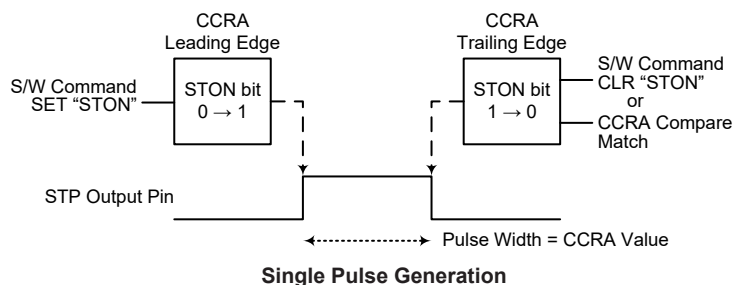 CCRA
Leading Edge
CCRA
Trailing Edge
S/W Command
SET “STON”
STON bit
0 → 1
STON bit
1 → 0
S/W Command
CLR “STON”
or
CCRA Compare
Match
STP Output Pin
Pulse Width = CCRA Value
Single Pulse Generation